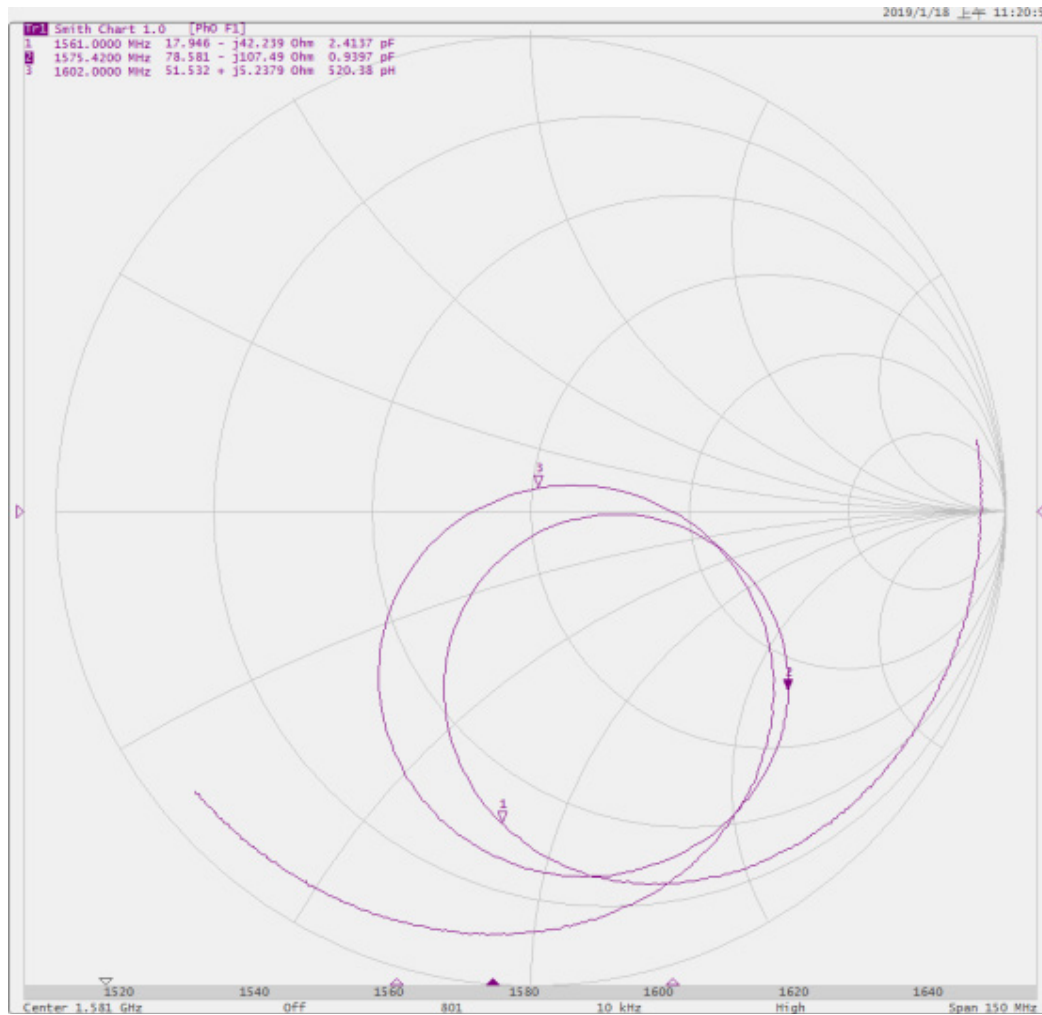 2019/1/18 上午 11:20:5
Tr1 Smith Chart 1.0 [PhO F1]
1 1561.0000 MHz 17.946 - j42.239 Ohm 2.4137 pF
2 1575.4200 MHz 78.581 - j107.49 Ohm 0.9397 pF
3 1602.0000 MHz 51.532 + j5.2379 Ohm 520.38 pH
3
2
1
1520 1540 1560 1580 1600 1620 1640
Center 1.581 GHz Off 801 10 kHz High Span 150 MHz